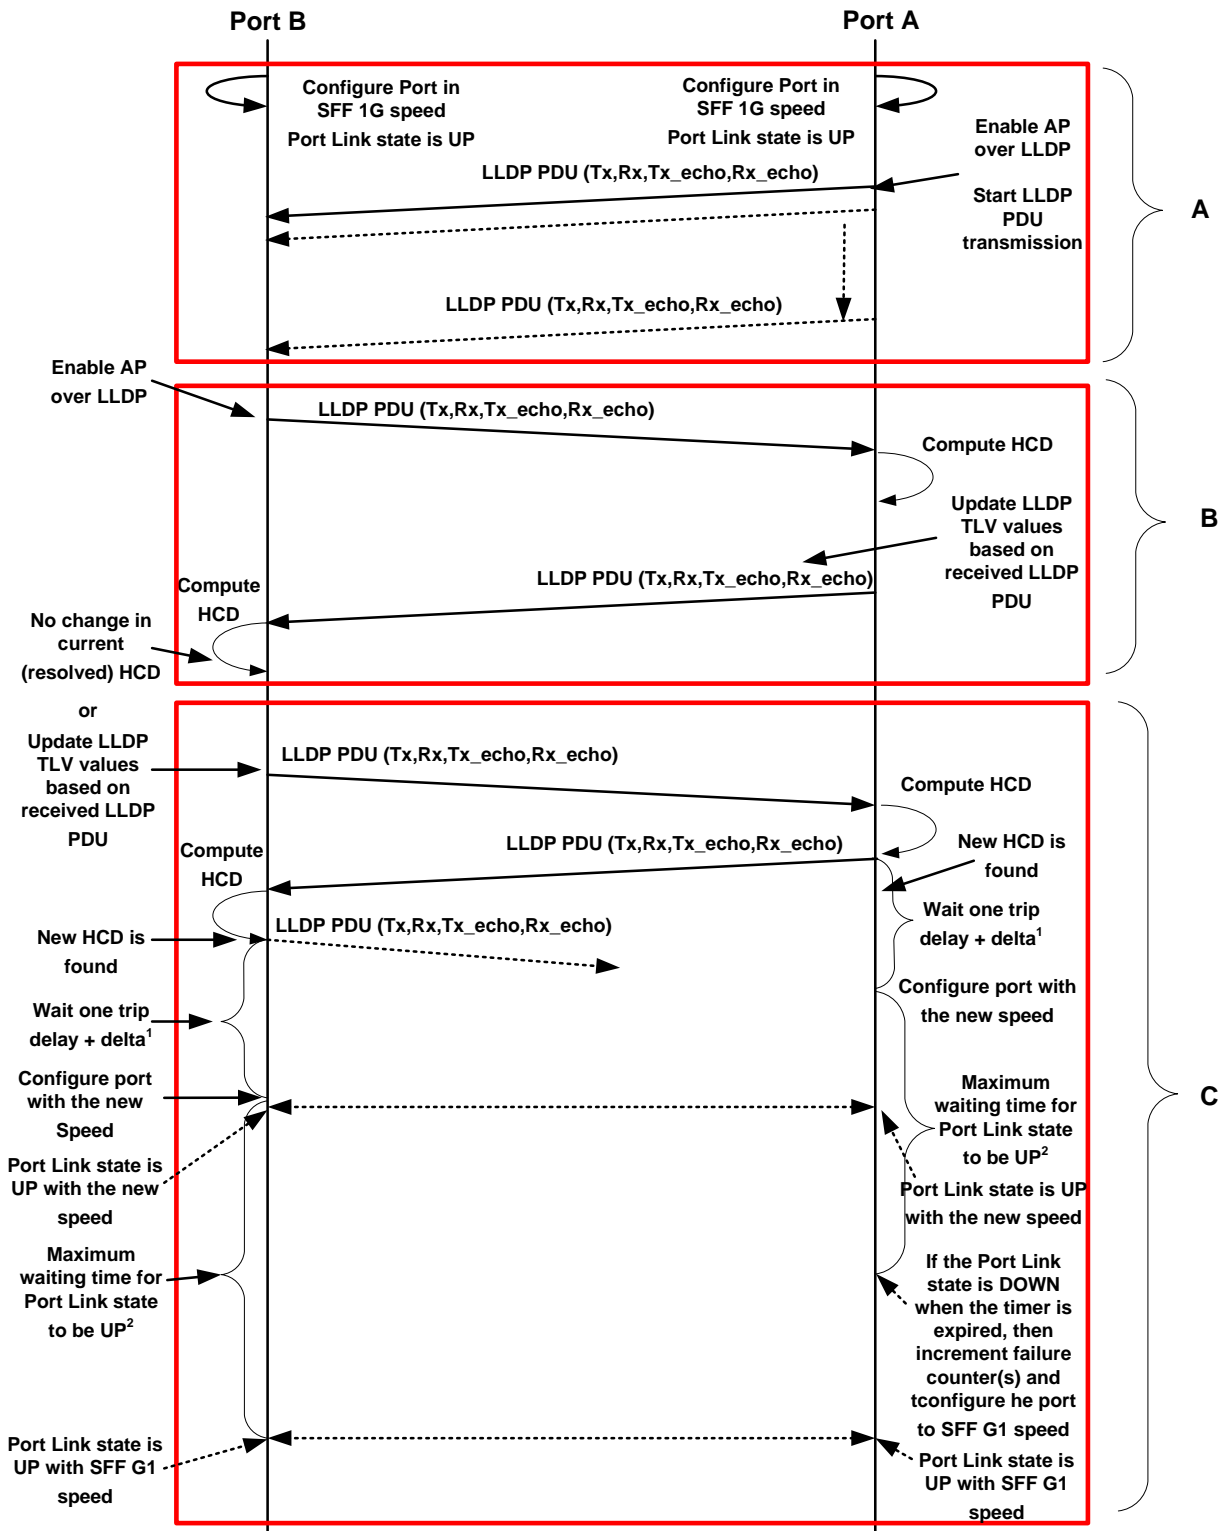 Port B
Port A
Configure Port in
SFF 1G speed
Port Link state is UP
Configure Port in
SFF 1G speed
Port Link state is UP
Enable AP
over LLDP
LLDP PDU (Tx,Rx,Tx_echo,Rx_echo)
Start LLDP
PDU
transmission
A
LLDP PDU (Tx,Rx,Tx_echo,Rx_echo)
Enable AP
over LLDP
LLDP PDU (Tx,Rx,Tx_echo,Rx_echo)
Compute HCD
Update LLDP
TLV values
based on
received LLDP
PDU
B
LLDP PDU (Tx,Rx,Tx_echo,Rx_echo)
Compute
HCD
No change in
current
(resolved) HCD
or
Update LLDP
TLV values
based on
received LLDP
PDU
LLDP PDU (Tx,Rx,Tx_echo,Rx_echo)
Compute HCD
LLDP PDU (Tx,Rx,Tx_echo,Rx_echo)
New HCD is
found
Compute
HCD
LLDP PDU (Tx,Rx,Tx_echo,Rx_echo)
Wait one trip
delay + delta1
New HCD is
found
Configure port with
the new speed
Wait one trip
delay + delta1
Configure port
with the new
Speed
Maximum
waiting time for
Port Link state
to be UP2
C
Port Link state is
UP with the new
speed
Port Link state is UP
with the new speed
Maximum
waiting time for
Port Link state
to be UP2
If the Port Link
state is DOWN
when the timer is
expired, then
increment failure
counter(s) and
tconfigure he port
to SFF G1 speed
Port Link state is
UP with SFF G1
speed
Port Link state is
UP with SFF G1
speed